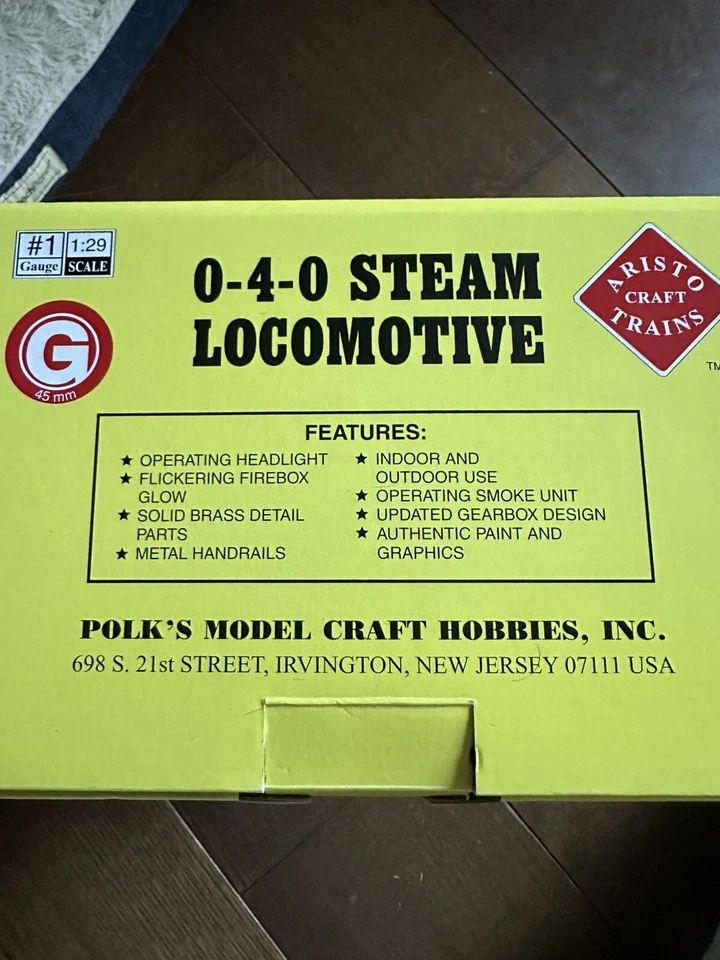 #1 Gauge
1:29 SCALE
G
45 mm
0-4-0 STEAM
LOCOMOTIVE
ARISTO
CRAFT
TRAINS
TM
FEATURES:
★ OPERATING HEADLIGHT
★ FLICKERING FIREBOX
GLOW
★ SOLID BRASS DETAIL
PARTS
★ METAL HANDRAILS
★ INDOOR AND
OUTDOOR USE
★ OPERATING SMOKE UNIT
★ UPDATED GEARBOX DESIGN
★ AUTHENTIC PAINT AND
GRAPHICS
POLK'S MODEL CRAFT HOBBIES, INC.
698 S. 21st STREET, IRVINGTON, NEW JERSEY 07111 USA